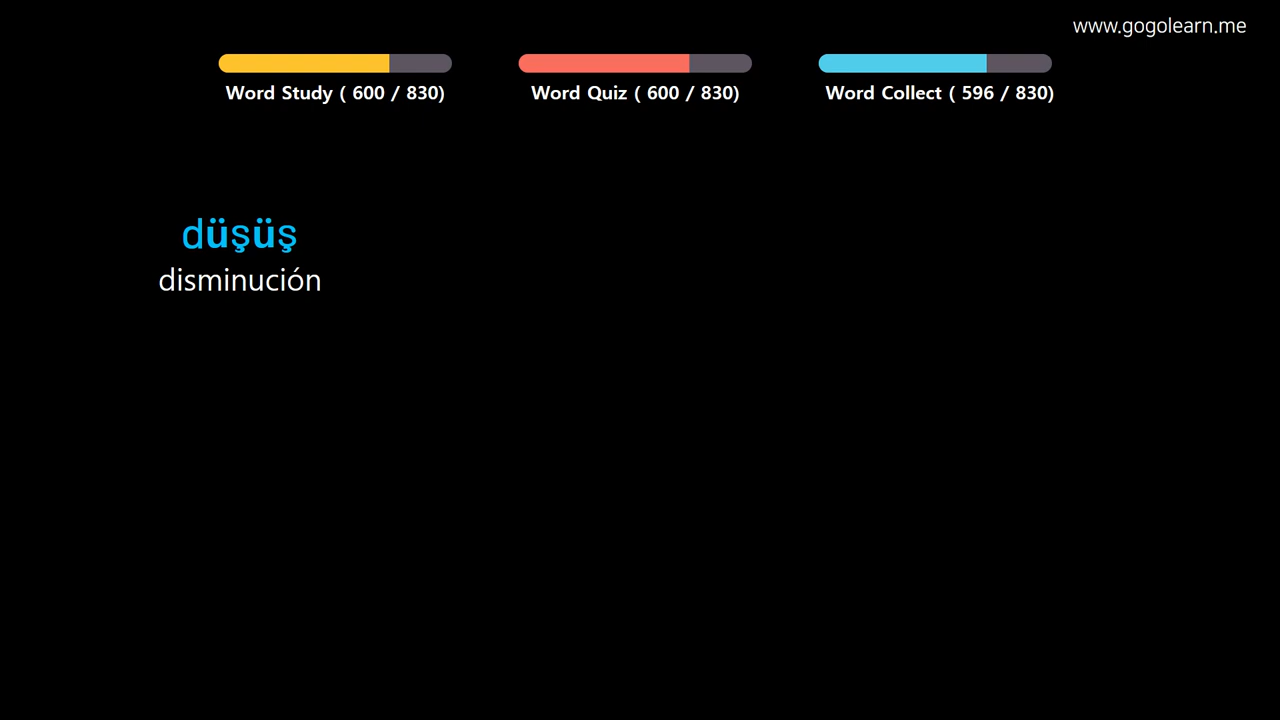 www.gogolearn.me
Word Study ( 600 / 830)
Word Quiz ( 600 / 830)
Word Collect ( 596 / 830)
düşüş
disminución